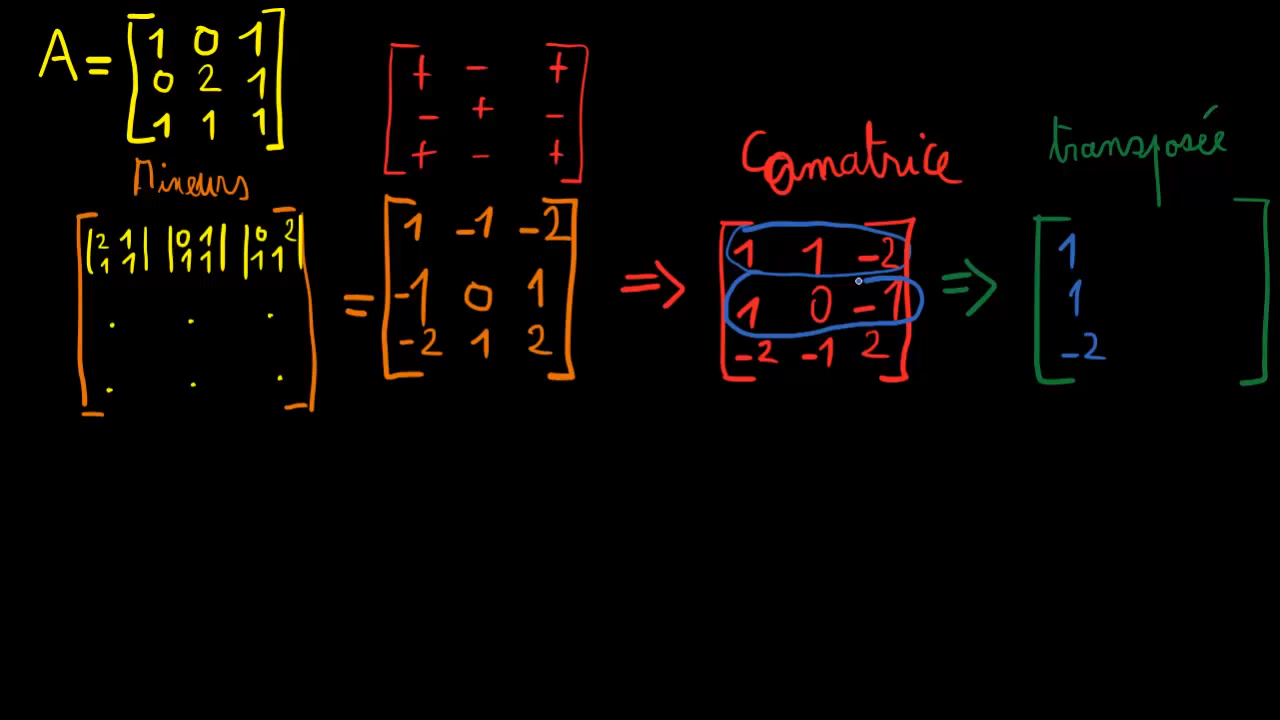 A = [1 0 1
0 2 1
1 1 1]
[+ - +
- + -
+ - +]
Mineurs
[|2 1| |0 1| |0 2|
|1 1| |1 1| |1 1|
. . .
. . .]
= [1 -1 -2
-1 0 1
-2 1 2]
⇒
Comatrice
[1 1 -2
1 0 -1
-2 -1 2]
⇒
transposée
[1
1
-2]